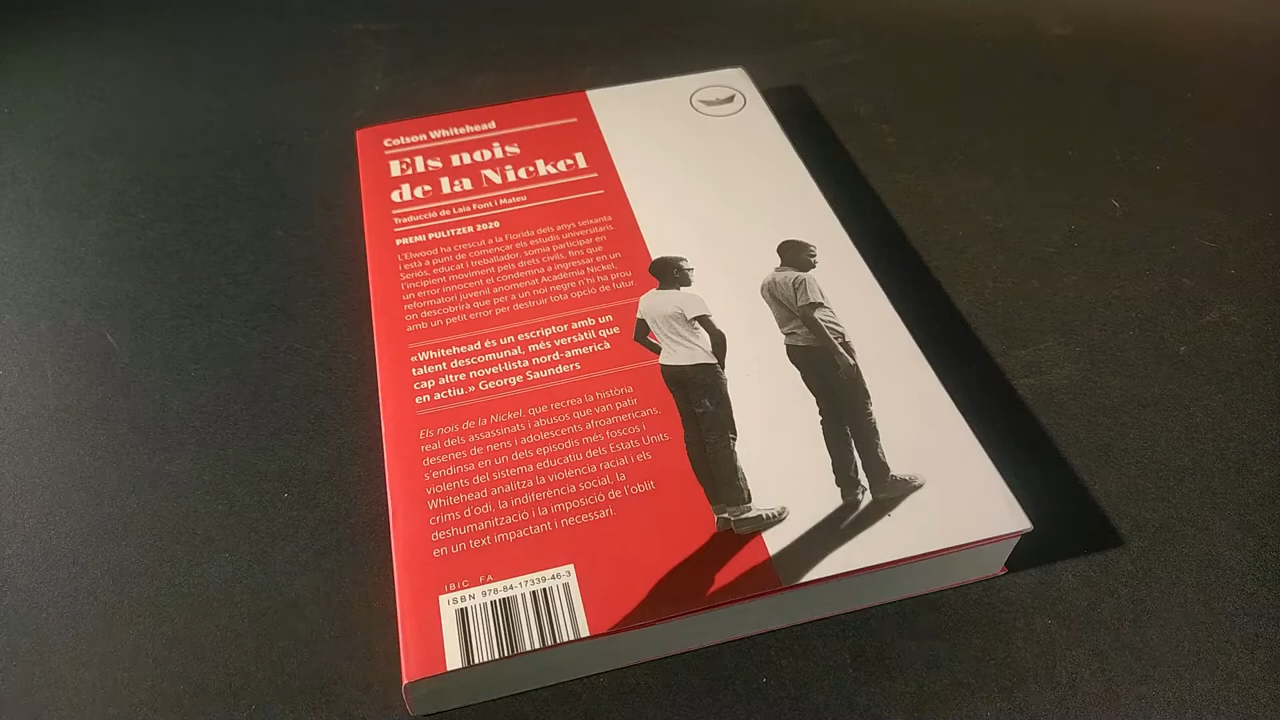 Colson Whitehead
Els nois
de la Nickel
Traducció de Laia Font i Mateu
PREMI PULITZER 2020
L'Elwood ha crescut a la Florida dels anys seixanta
i està a punt de començar els estudis universitaris.
Seriós, educat i treballador, somia participar en
l'incipient moviment pels drets civils, fins que
un error innocent el condemna a ingressar en un
reformatori juvenil anomenat Acadèmia Nickel,
on descobrirà que per a un noi negre n'hi ha prou
amb un petit error per destruir tota opció de futur.
«Whitehead és un escriptor amb un
talent descomunal, més versàtil que
cap altre novel·lista nord-americà
en actiu.» George Saunders
Els nois de la Nickel, que recrea la història
real dels assassinats i abusos que van patir
desenes de nens i adolescents afroamericans,
s'endinsa en un dels episodis més foscos i
violents del sistema educatiu dels Estats Units.
Whitehead analitza la violència racial i els
crims d'odi, la indiferència social, la
deshumanització i la imposició de l'oblit
en un text impactant i necessari.
IBIC FA
ISBN 978-84-17339-46-3